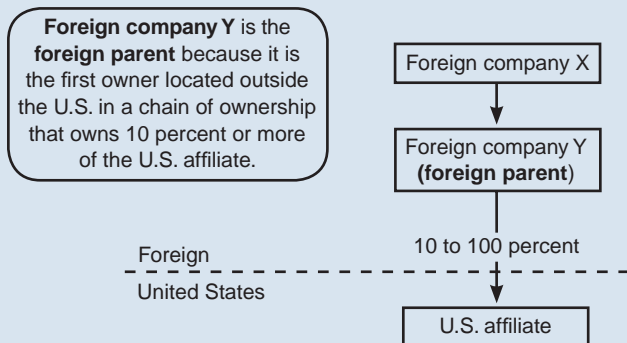 Foreign company Y is the
foreign parent because it is
the first owner located outside
the U.S. in a chain of ownership
that owns 10 percent or more
of the U.S. affiliate.
Foreign company X
Foreign company Y
(foreign parent)
10 to 100 percent
Foreign
United States
U.S. affiliate